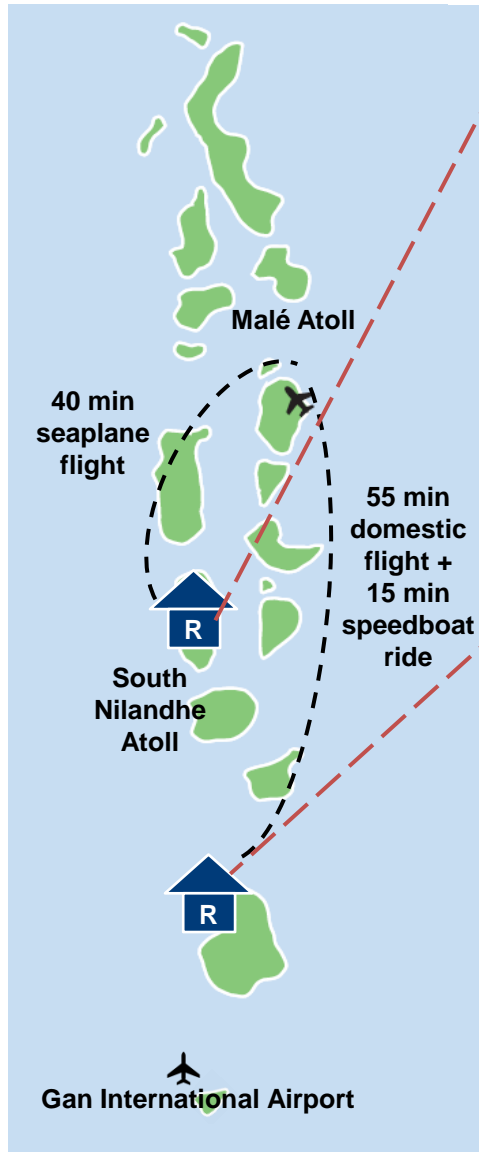 Malé Atoll
40 min
seaplane
flight
55 min
domestic
flight +
15 min
speedboat
ride
R
South
Nilandhe
Atoll
R
Gan International Airport